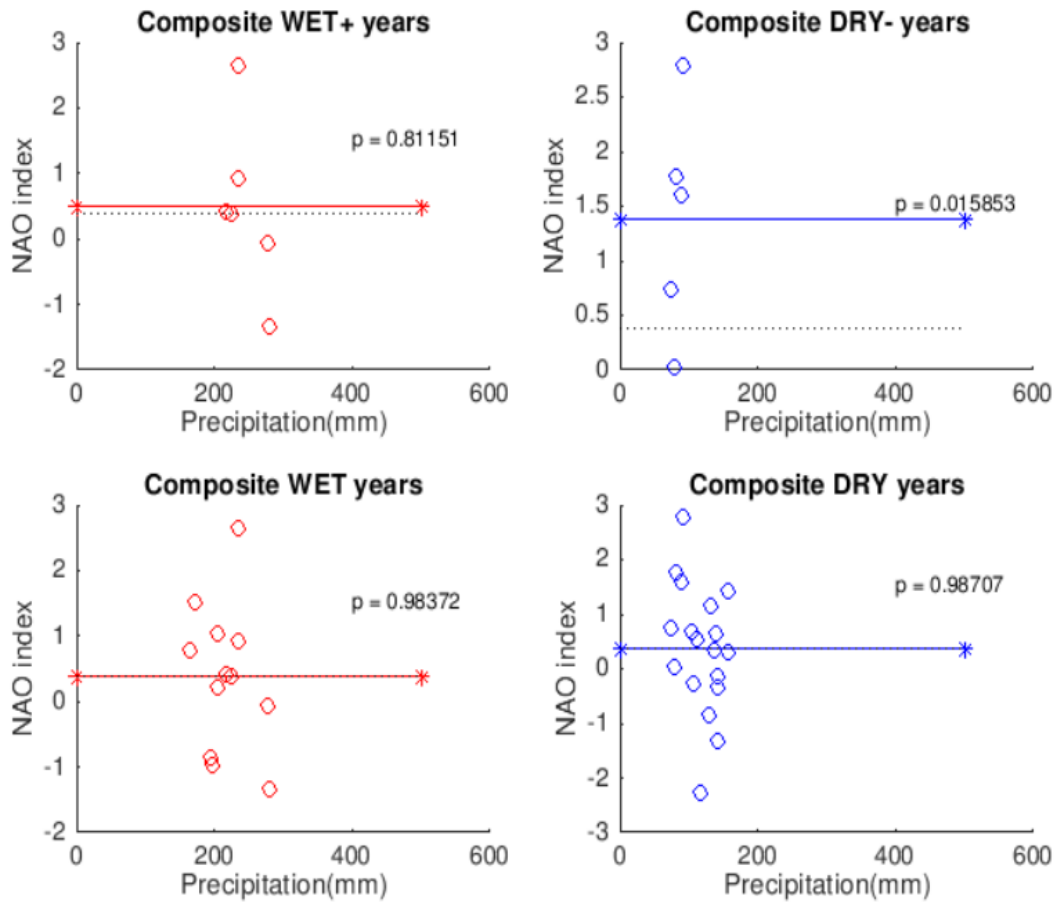 Composite WET+ years
3
2
1
0
-1
-2
NAO index
p = 0.81151
0 200 400 600
Precipitation(mm)
Composite DRY- years
3
2.5
2
1.5
1
0.5
0
NAO index
p = 0.015853
0 200 400 600
Precipitation(mm)
Composite WET years
3
2
1
0
-1
-2
NAO index
p = 0.98372
0 200 400 600
Precipitation(mm)
Composite DRY years
3
2
1
0
-1
-2
-3
NAO index
p = 0.98707
0 200 400 600
Precipitation(mm)